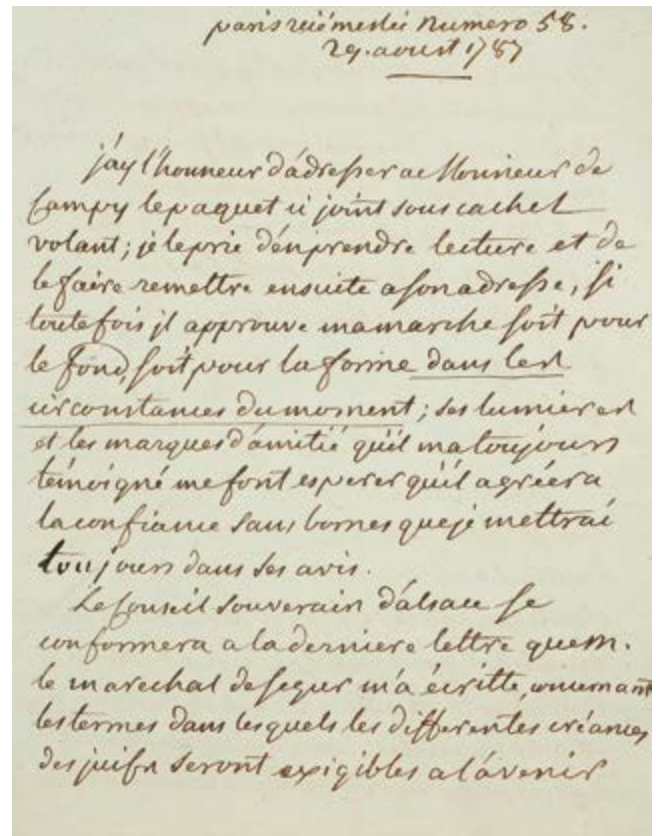 paris rüe meslée numero 58.
29. aoust 1787
j'ay l'honneur d'adresser a Monsieur de
Campy le paquet ci joint sous cachet
volant; je le prie d'en prendre lecture et de
le faire remettre ensuite a son adresse, si
toutefois jl approuve ma marche soit pour
le fond, soit pour la forme dans les
circonstances du moment; ses lumieres
et les marques d'amitié qu'il ma toujours
témoigné me font esperer qu'il agréera
la confiance sans bornes que je mettrai
toujours dans ses avis.
Le Conseil Souverain d'alsace se
conformera a la derniere lettre que m.
le marechal de segur m'a écritte, concernant
les termes dans lesquels les differentes créances
des juifs seront exigibles a l'avenir